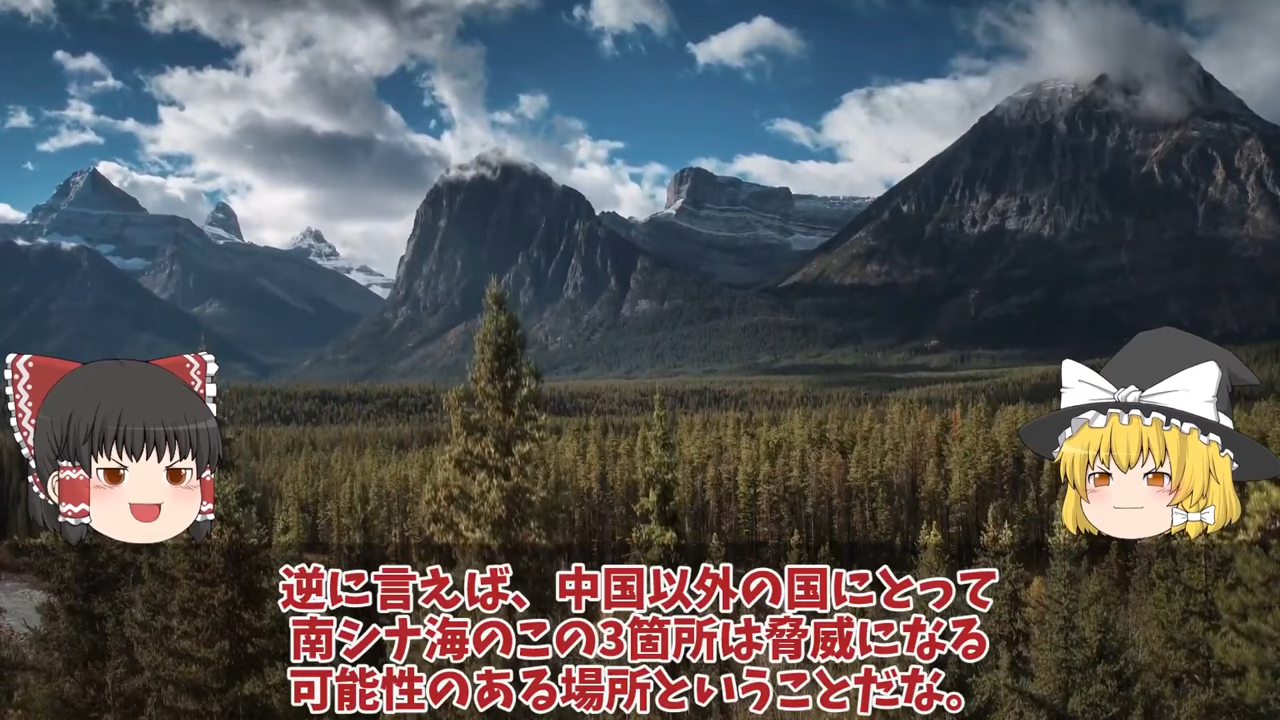 逆に言えば、中国以外の国にとって
南シナ海のこの3箇所は脅威になる
可能性のある場所ということだな。